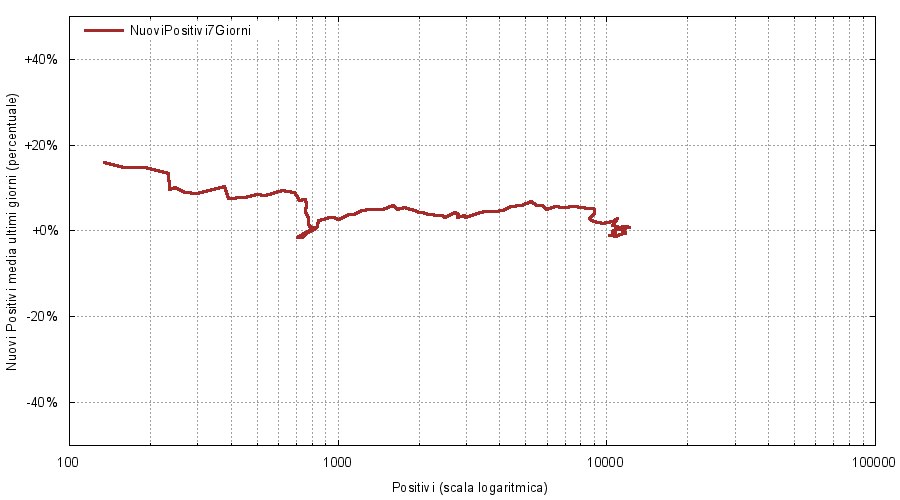 NuoviPositivi7Giorni
+40%
+20%
+0%
-20%
-40%
Nuovi Positivi media ultimi giorni (percentuale)
100 1000 10000 100000
Positivi (scala logaritmica)